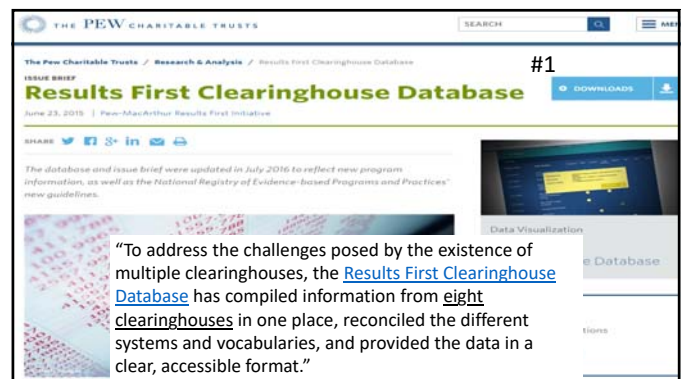 THE PEW CHARITABLE TRUSTS
SEARCH
The Pew Charitable Trusts / Research & Analysis / Results First Clearinghouse Database
#1
ISSUE BRIEF
Results First Clearinghouse Database
DOWNLOADS
June 23, 2015 | Pew-MacArthur Results First Initiative
SHARE
The database and issue brief were updated in July 2016 to reflect new program
information, as well as the National Registry of Evidence-based Programs and Practices'
new guidelines.
Data Visualization
Database
“To address the challenges posed by the existence of
multiple clearinghouses, the Results First Clearinghouse
Database has compiled information from eight
clearinghouses in one place, reconciled the different
systems and vocabularies, and provided the data in a
clear, accessible format.”